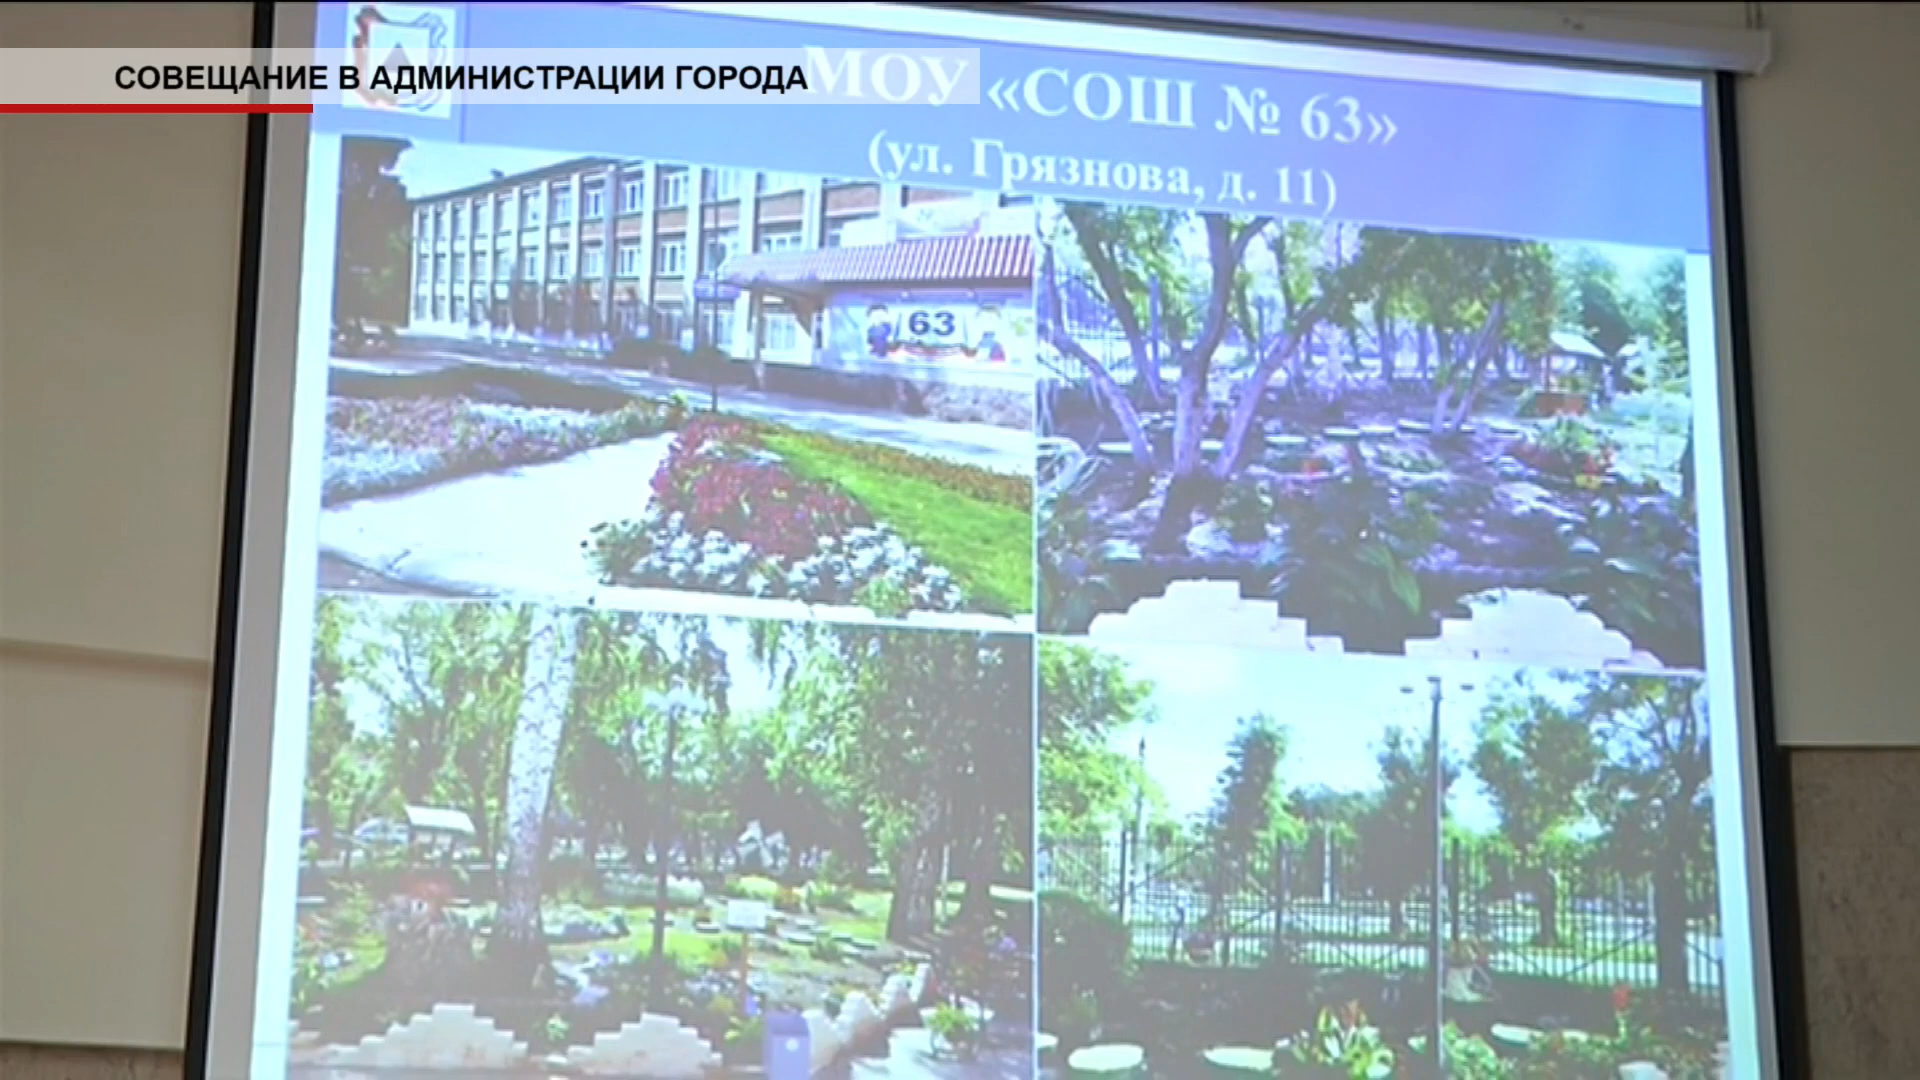 СОВЕЩАНИЕ В АДМИНИСТРАЦИИ ГОРОДА
МОУ «СОШ № 63»
(ул. Грязнова, д. 11)
63